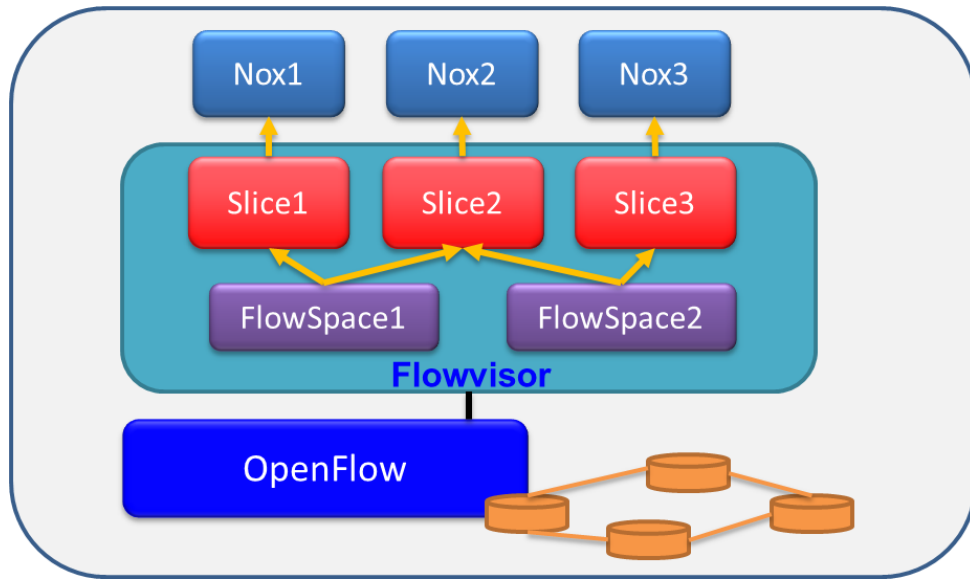 Nox1
Nox2
Nox3
Slice1
Slice2
Slice3
FlowSpace1
FlowSpace2
Flowvisor
OpenFlow